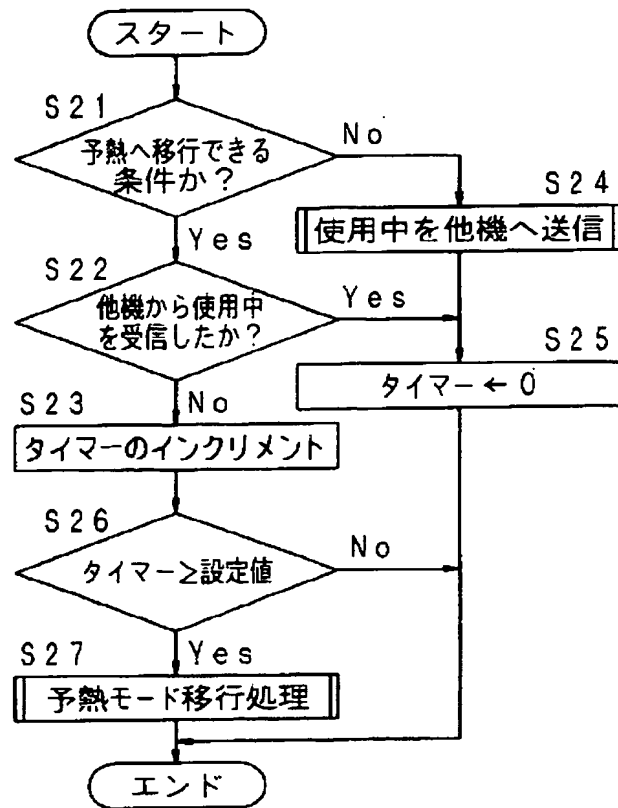 スタート
S21
予熱へ移行できる
条件か？
No
S24
使用中を他機へ送信
Yes
S22
他機から使用中
を受信したか？
Yes
S25
タイマー←0
No
S23
タイマーのインクリメント
S26
タイマー≥設定値
No
Yes
S27
予熱モード移行処理
エンド